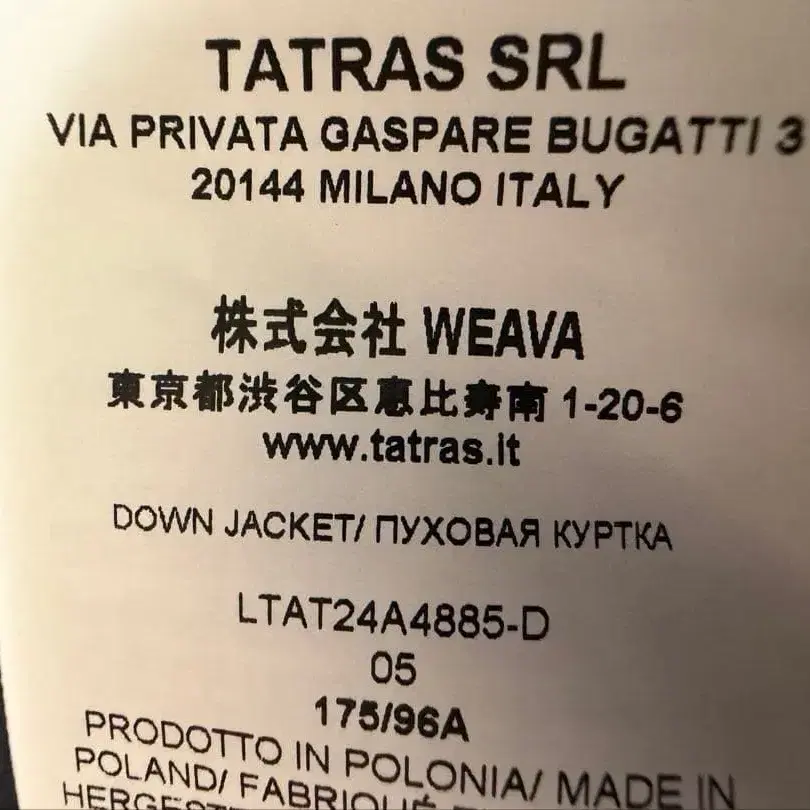 TATRAS SRL
VIA PRIVATA GASPARE BUGATTI 3
20144 MILANO ITALY
株式会社 WEAVA
東京都渋谷区恵比寿南 1-20-6
www.tatras.it
DOWN JACKET/ ПУХОВАЯ КУРТКА
LTAT24A4885-D
05
175/96A
PRODOTTO IN POLONIA/ MADE IN
POLAND/ FABRIQUÉ